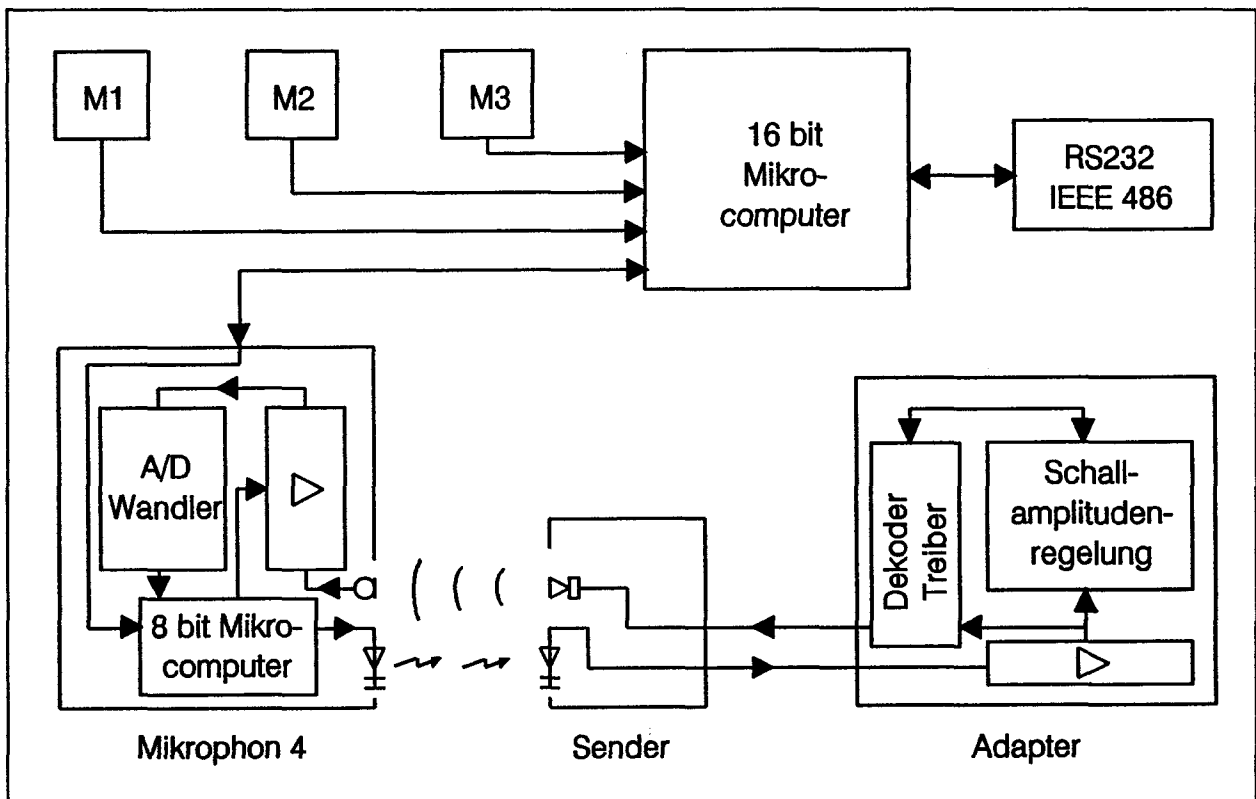 M1
M2
M3
16 bit
Mikro-
computer
RS232
IEEE 486
A/D
Wandler
8 bit Mikro-
computer
Dekoder
Treiber
Schall-
amplituden-
regelung
Mikrophon 4
Sender
Adapter